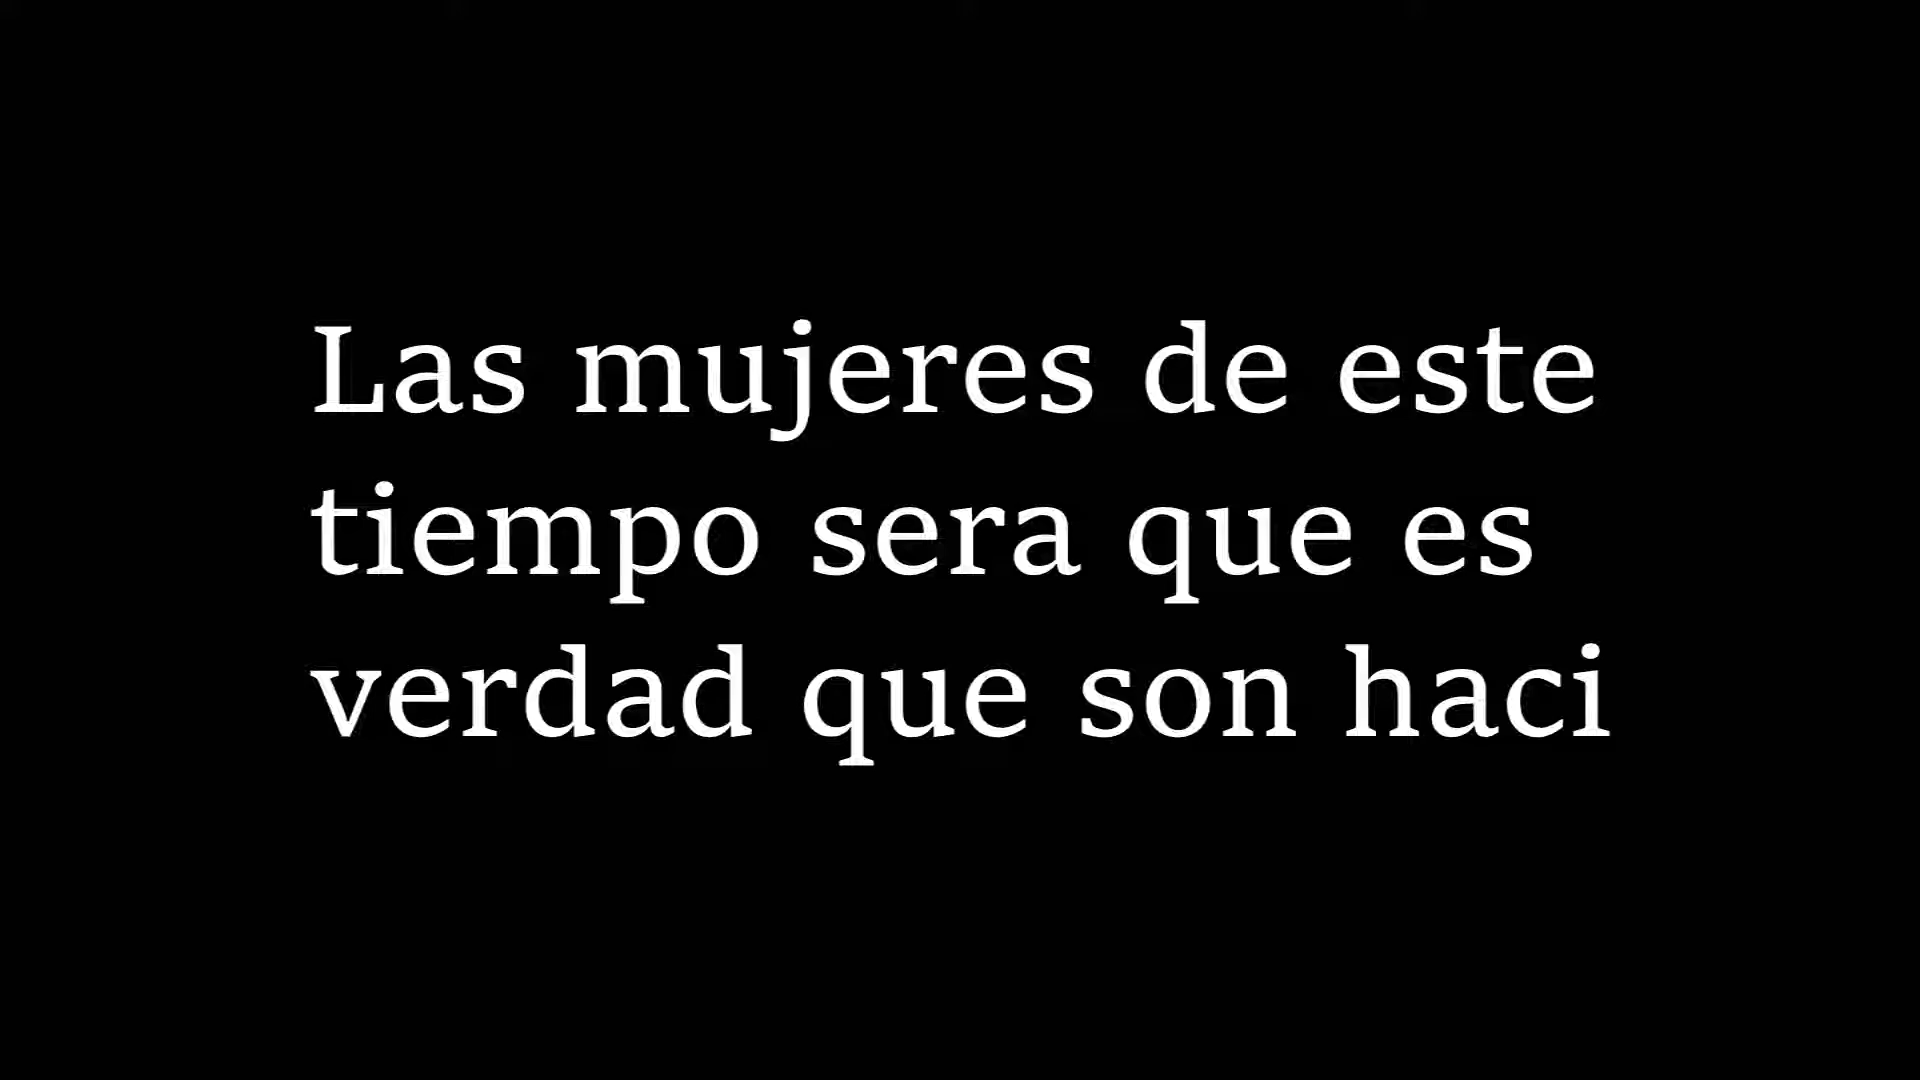 Las mujeres de este
tiempo sera que es
verdad que son haci